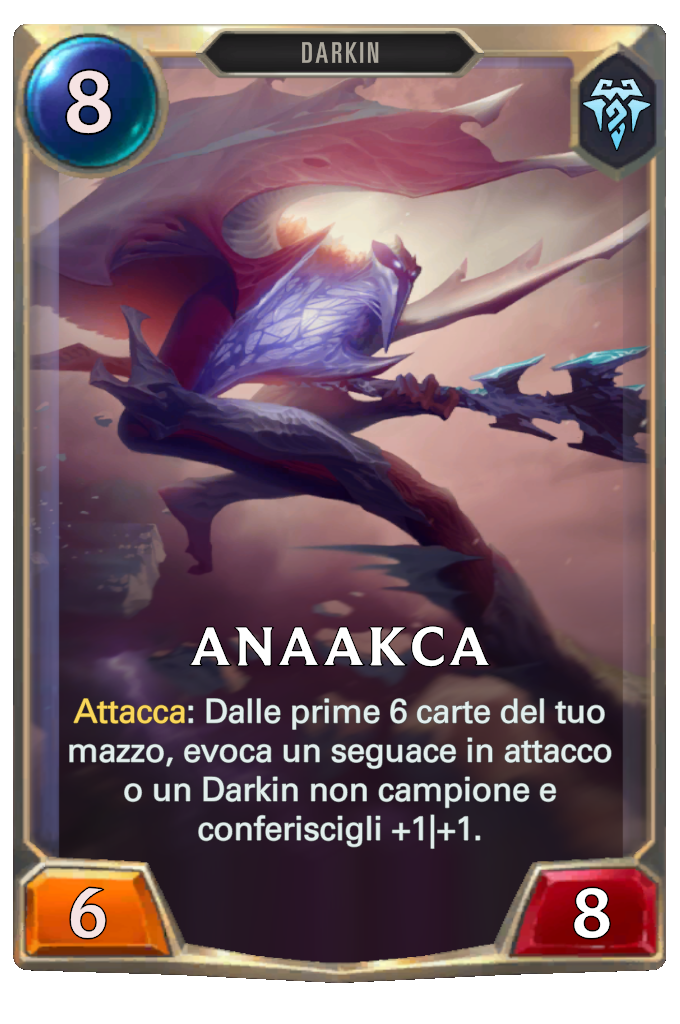 DARKIN
8
ANAAKCA
Attacca: Dalle prime 6 carte del tuo
mazzo, evoca un seguace in attacco
o un Darkin non campione e
conferiscigli +1|+1.
6
8